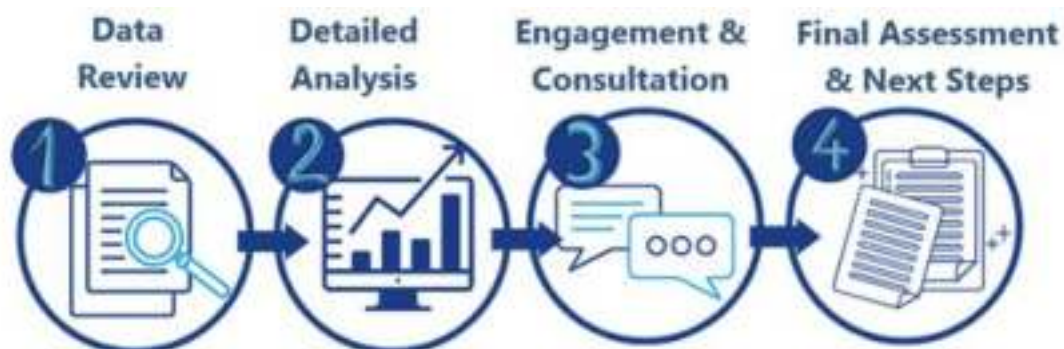 Data
Review
Detailed
Analysis
Engagement &
Consultation
Final Assessment
& Next Steps
1
2
3
4